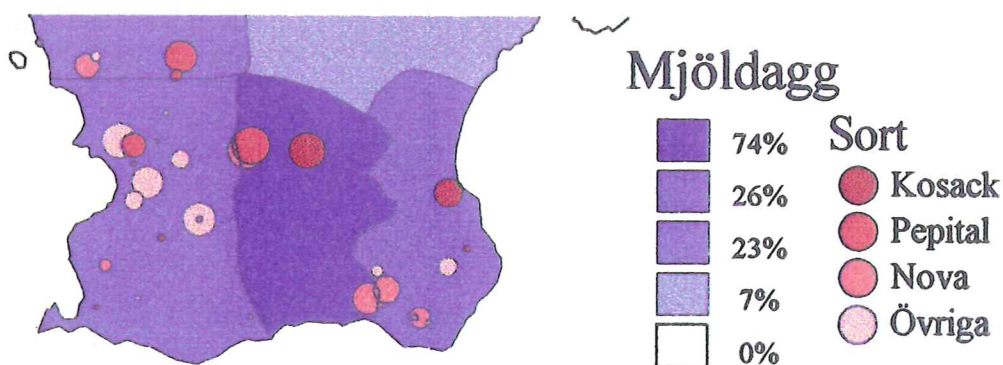 Mjöldagg
74%
26%
23%
7%
0%
Sort
Kosack
Pepital
Nova
Övriga